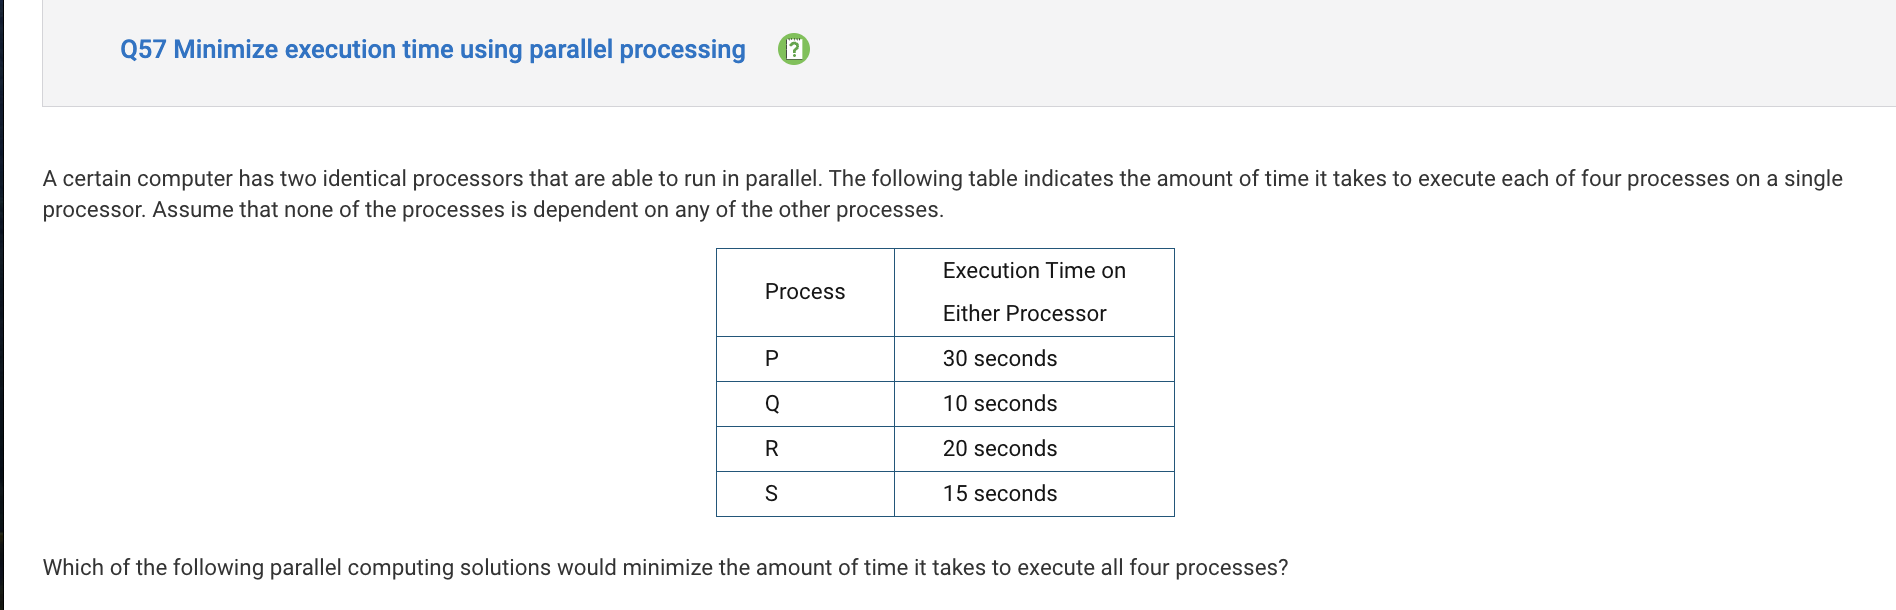 Q57 Minimize execution time using parallel processing
A certain computer has two identical processors that are able to run in parallel. The following table indicates the amount of time it takes to execute each of four processes on a single
processor. Assume that none of the processes is dependent on any of the other processes.
Process
Execution Time on
Either Processor
P 30 seconds
Q 10 seconds
R 20 seconds
S 15 seconds
Which of the following parallel computing solutions would minimize the amount of time it takes to execute all four processes?